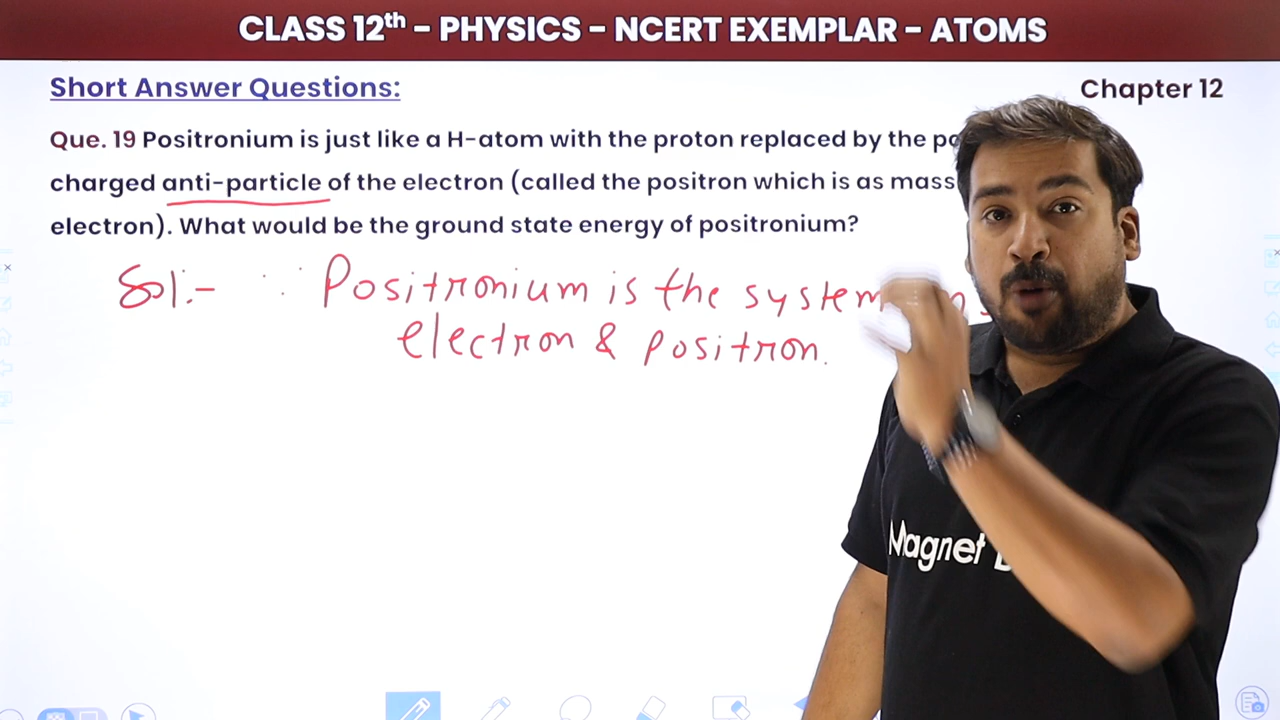 CLASS 12th – PHYSICS – NCERT EXEMPLAR – ATOMS
Short Answer Questions:
Chapter 12
Que. 19 Positronium is just like a H-atom with the proton replaced by the
charged anti-particle of the electron (called the positron which is as
electron). What would be the ground state energy of positronium?
Sol:- ∵ Positronium is the system
electron & positron.
Magnet